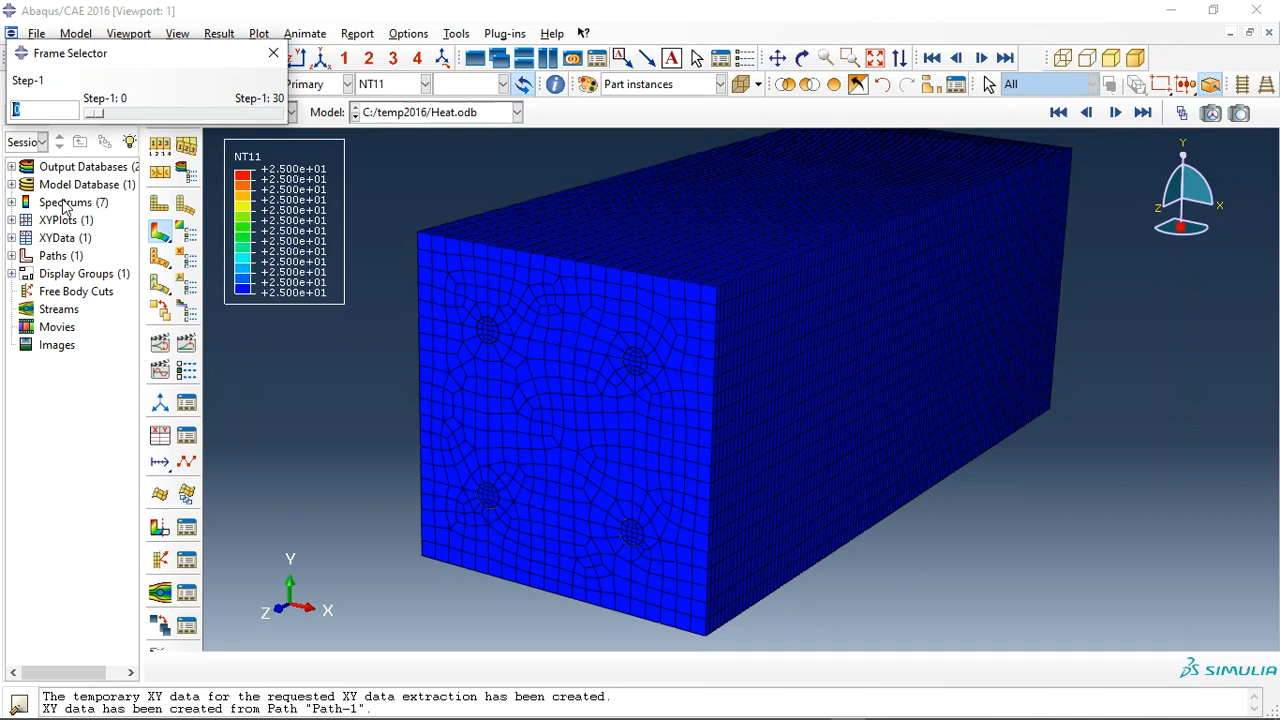 Abaqus/CAE 2016 [Viewport: 1]
File Model Viewport View Result Plot Animate Report Options Tools Plug-ins Help
Frame Selector
1 2 3 4 A
Step-1
Primary NT11 Part instances All
Step-1: 0 Step-1: 30
0
Model: C:/temp2016/Heat.odb
Sessio
Output Databases (2
Model Database (1)
Spectrums (7)
XYPlots (1)
XYData (1)
Paths (1)
Display Groups (1)
Free Body Cuts
Streams
Movies
Images
NT11
+2.500e+01
+2.500e+01
+2.500e+01
+2.500e+01
+2.500e+01
+2.500e+01
+2.500e+01
+2.500e+01
+2.500e+01
+2.500e+01
+2.500e+01
Y
Z X
Y
Z X
SIMULIA
The temporary XY data for the requested XY data extraction has been created.
XY data has been created from Path "Path-1".